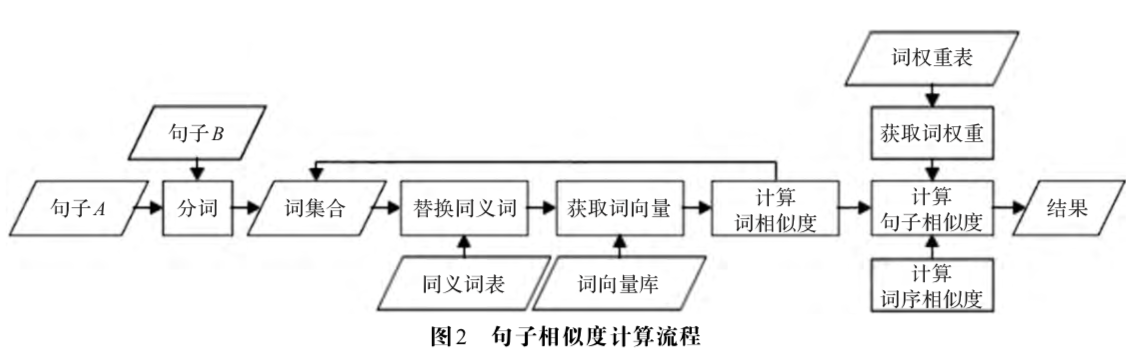 词权重表
句子B
获取词权重
句子A
分词
词集合
替换同义词
获取词向量
计算
词相似度
计算
句子相似度
结果
同义词表
词向量库
计算
词序相似度
图2 句子相似度计算流程